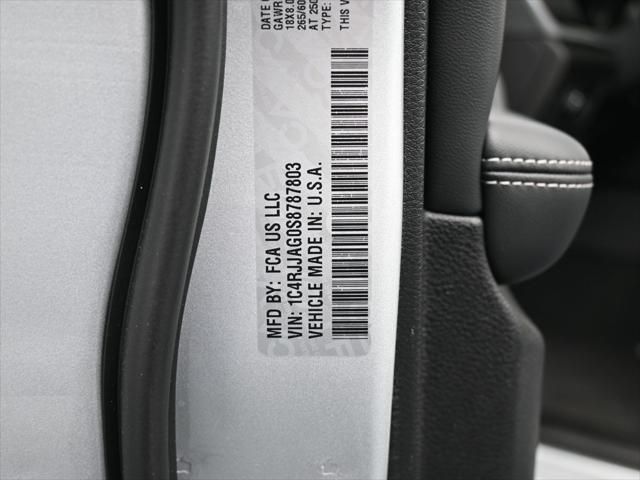 DATE
GAWR
18X8.0
265/60
AT 250
TYPE:
THIS V
MFD BY: FCA US LLC
VIN: 1C4RJJAG0S8787803
VEHICLE MADE IN: U.S.A.